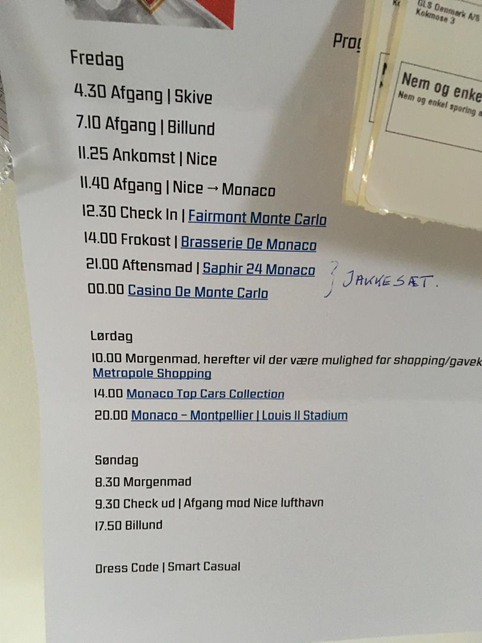 GLS Denmark A/S
Kokmose 3
Nem og enke
Nem og enkel sporing a
Prog
Fredag
4.30 Afgang | Skive
7.10 Afgang | Billund
11.25 Ankomst | Nice
11.40 Afgang | Nice → Monaco
12.30 Check In | Fairmont Monte Carlo
14.00 Frokost | Brasserie De Monaco
21.00 Aftensmad | Saphir 24 Monaco
00.00 Casino De Monte Carlo
} JAKKESÆT.
Lørdag
10.00 Morgenmad, herefter vil der være mulighed for shopping/gavek
Metropole Shopping
14.00 Monaco Top Cars Collection
20.00 Monaco – Montpellier | Louis II Stadium
Søndag
8.30 Morgenmad
9.30 Check ud | Afgang mod Nice lufthavn
17.50 Billund
Dress Code | Smart Casual